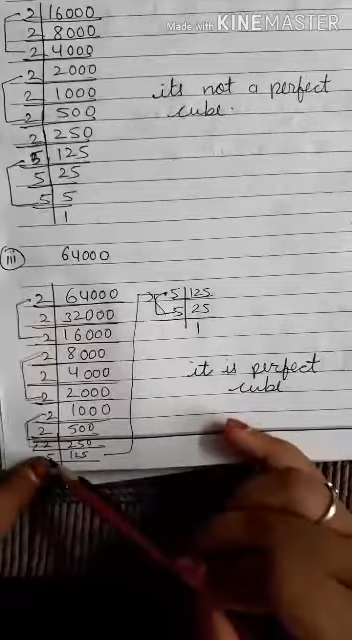 Made with KINEMASTER
2 | 16000
2 | 8000
2 | 4000
2 | 2000
2 | 1000
2 | 500
2 | 250
5 | 125
5 | 25
5 | 5
1
its not a perfect
cube.
iii 64000
2 | 64000
2 | 32000
2 | 16000
2 | 8000
2 | 4000
2 | 2000
2 | 1000
2 | 500
2 | 250
5 | 125
5 | 125
5 | 25
1
it is perfect
cube